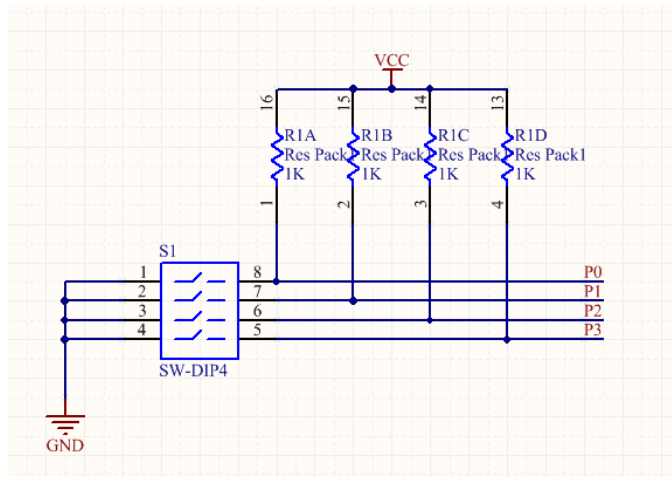 VCC
16
15
14
13
R1A
R1B
R1C
R1D
Res Pack1
Res Pack1
Res Pack1
Res Pack1
1K
1K
1K
1K
1
2
3
4
S1
1
8
P0
2
7
P1
3
6
P2
4
5
P3
SW-DIP4
GND